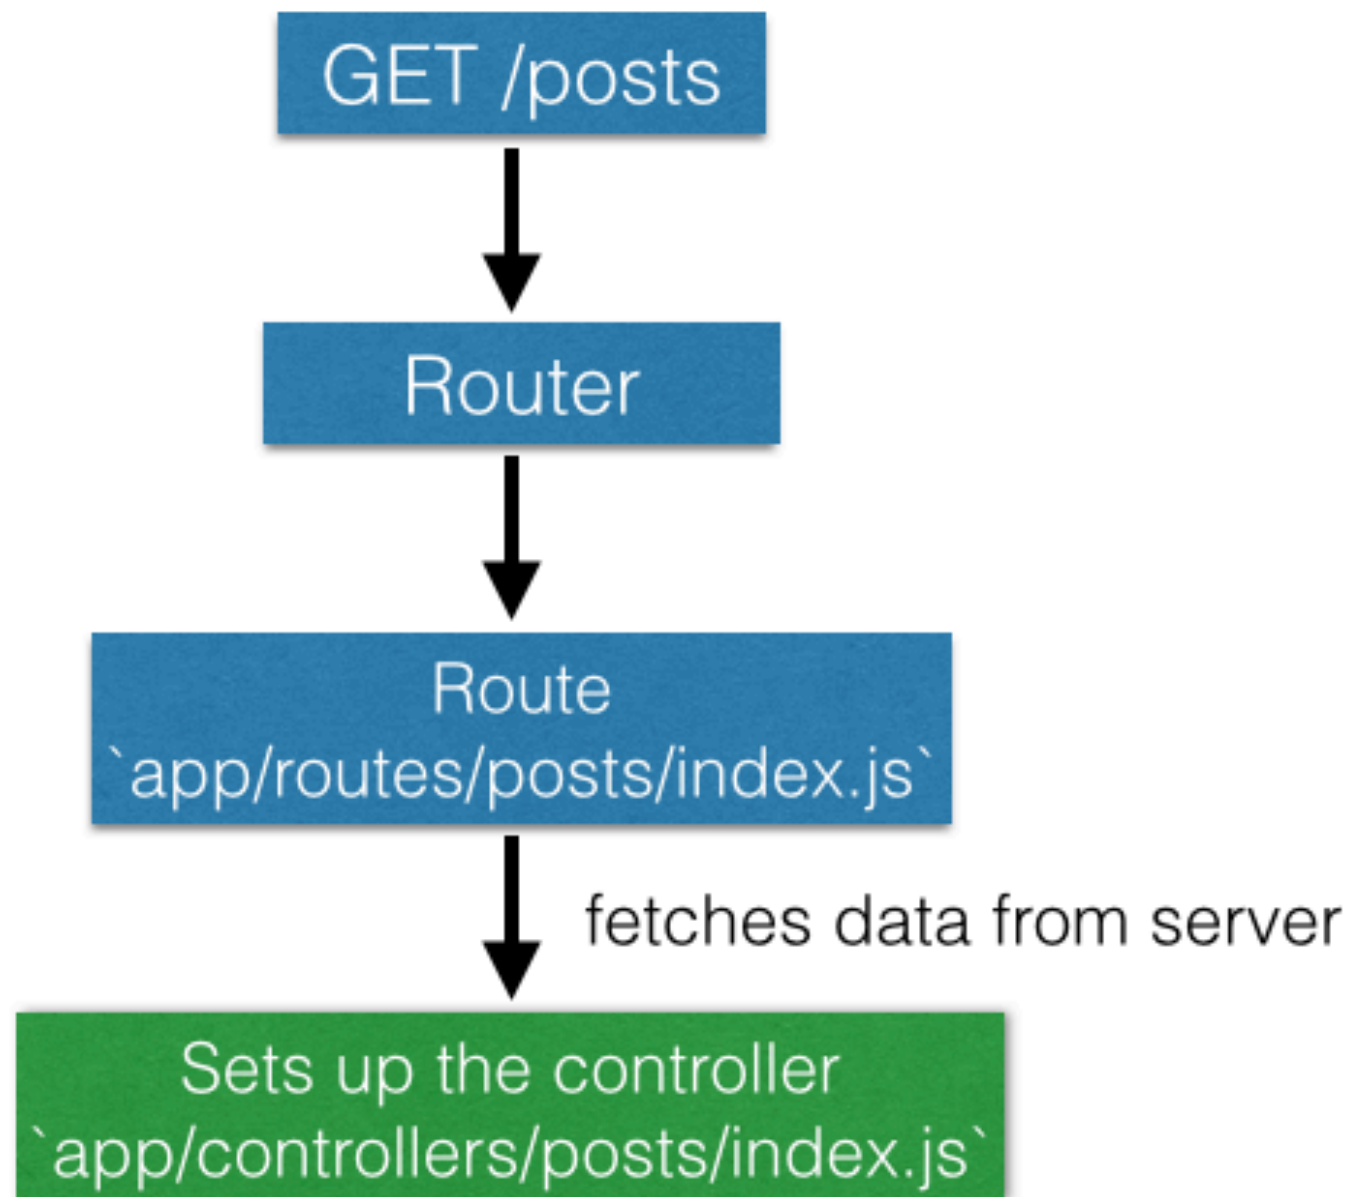 GET /posts
Router
Route
`app/routes/posts/index.js`
fetches data from server
Sets up the controller
`app/controllers/posts/index.js`